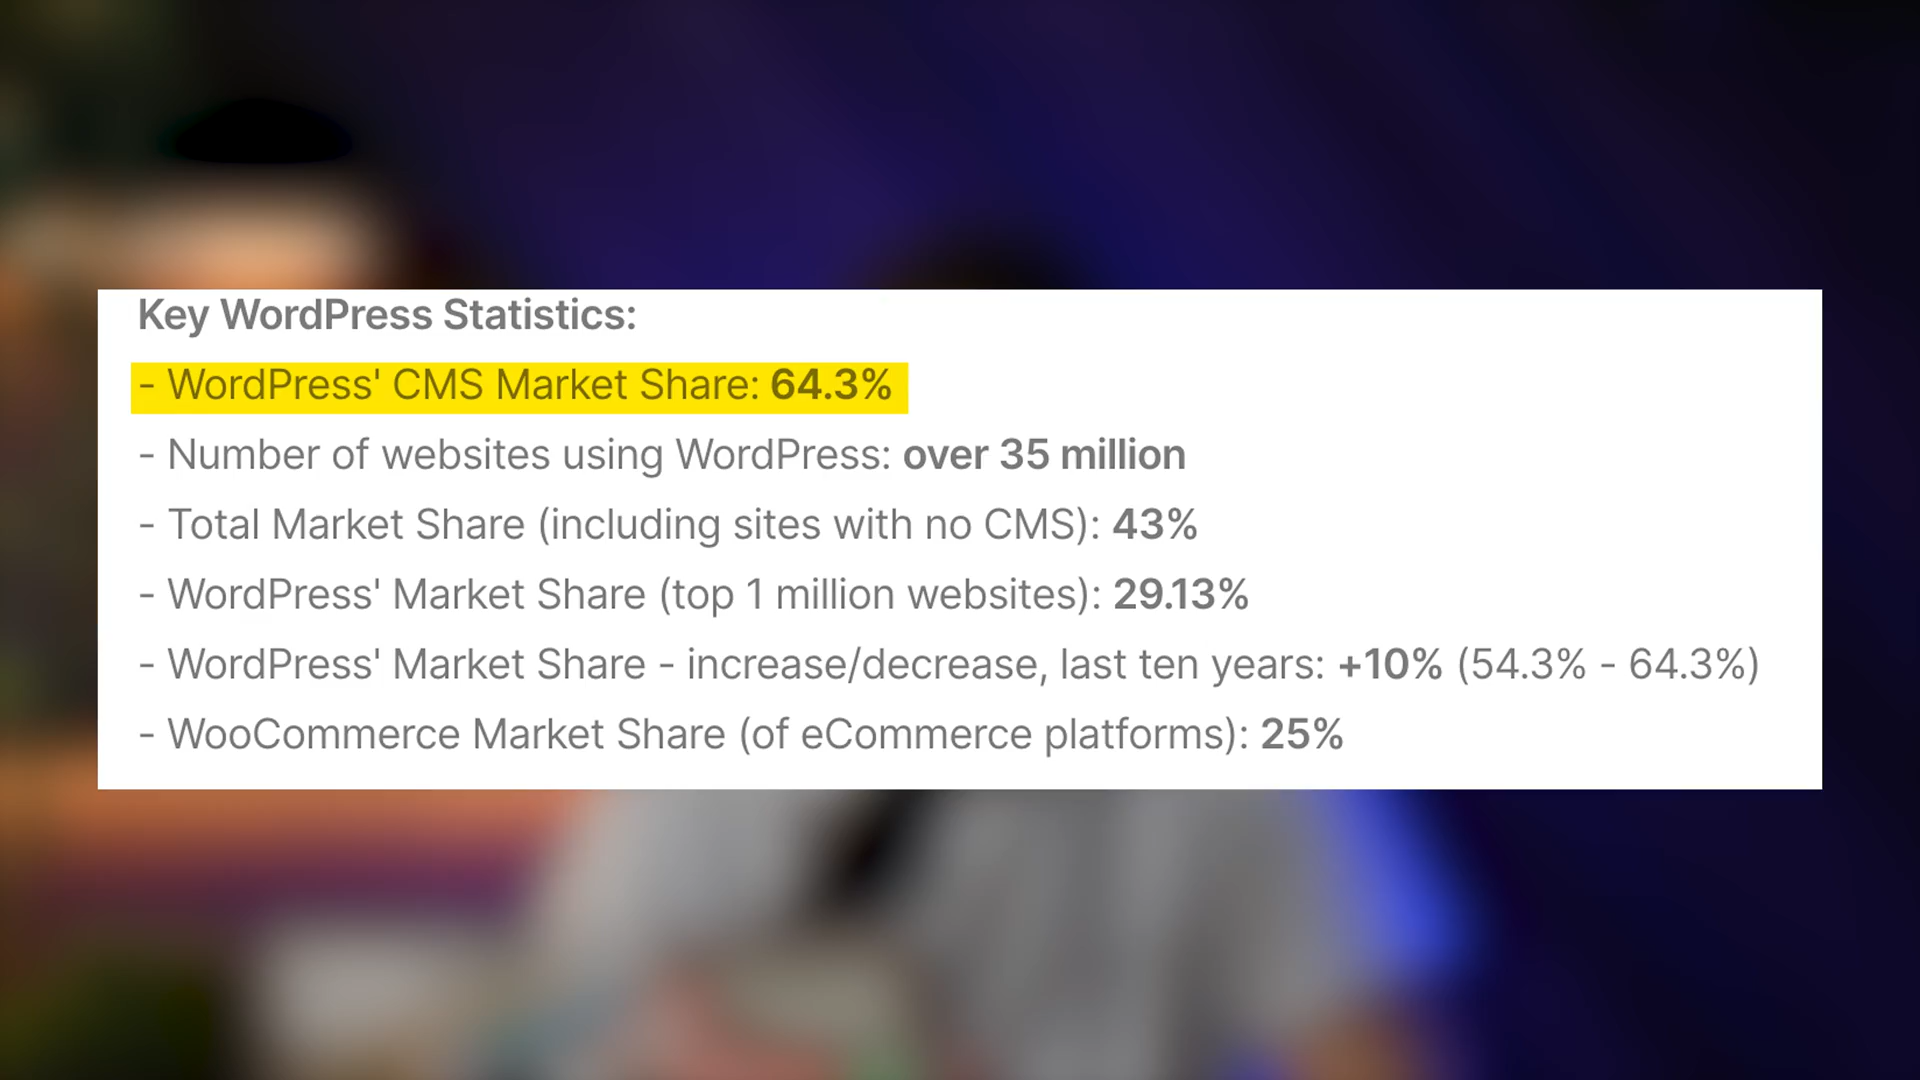 Key WordPress Statistics:
- WordPress' CMS Market Share: 64.3%
- Number of websites using WordPress: over 35 million
- Total Market Share (including sites with no CMS): 43%
- WordPress' Market Share (top 1 million websites): 29.13%
- WordPress' Market Share - increase/decrease, last ten years: +10% (54.3% - 64.3%)
- WooCommerce Market Share (of eCommerce platforms): 25%